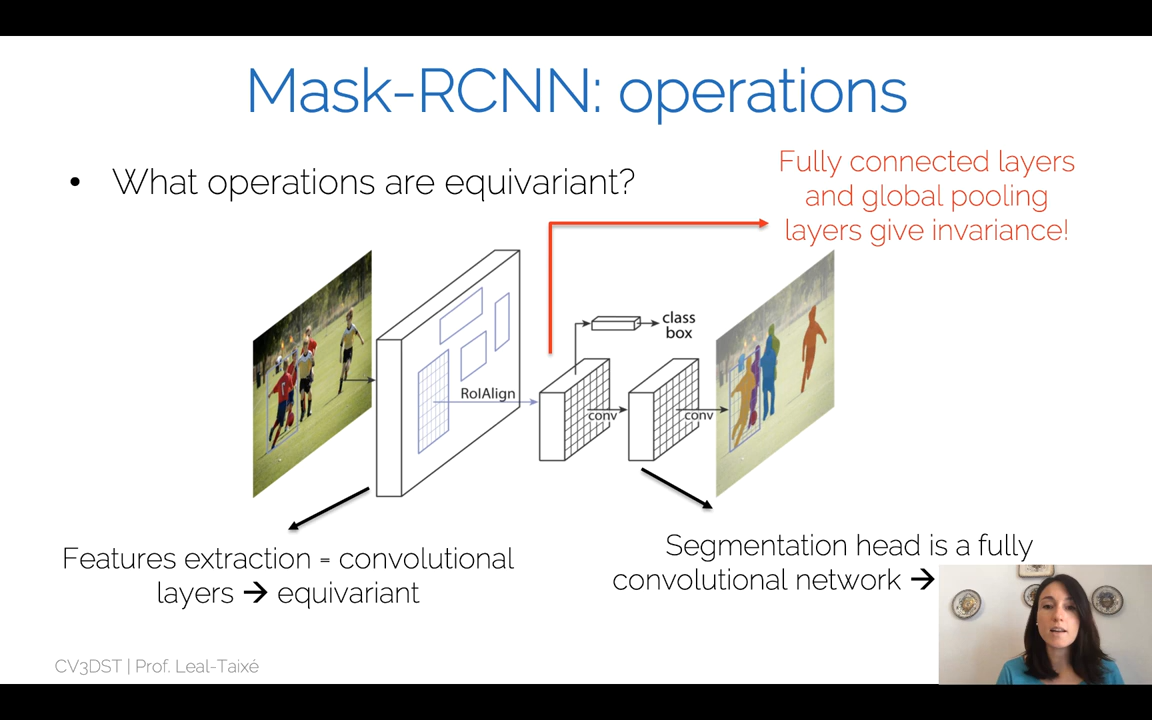 Mask-RCNN: operations
• What operations are equivariant?
Fully connected layers
and global pooling
layers give invariance!
class
box
RoIAlign
conv
conv
Features extraction = convolutional
layers → equivariant
Segmentation head is a fully
convolutional network →
CV3DST | Prof. Leal-Taixé